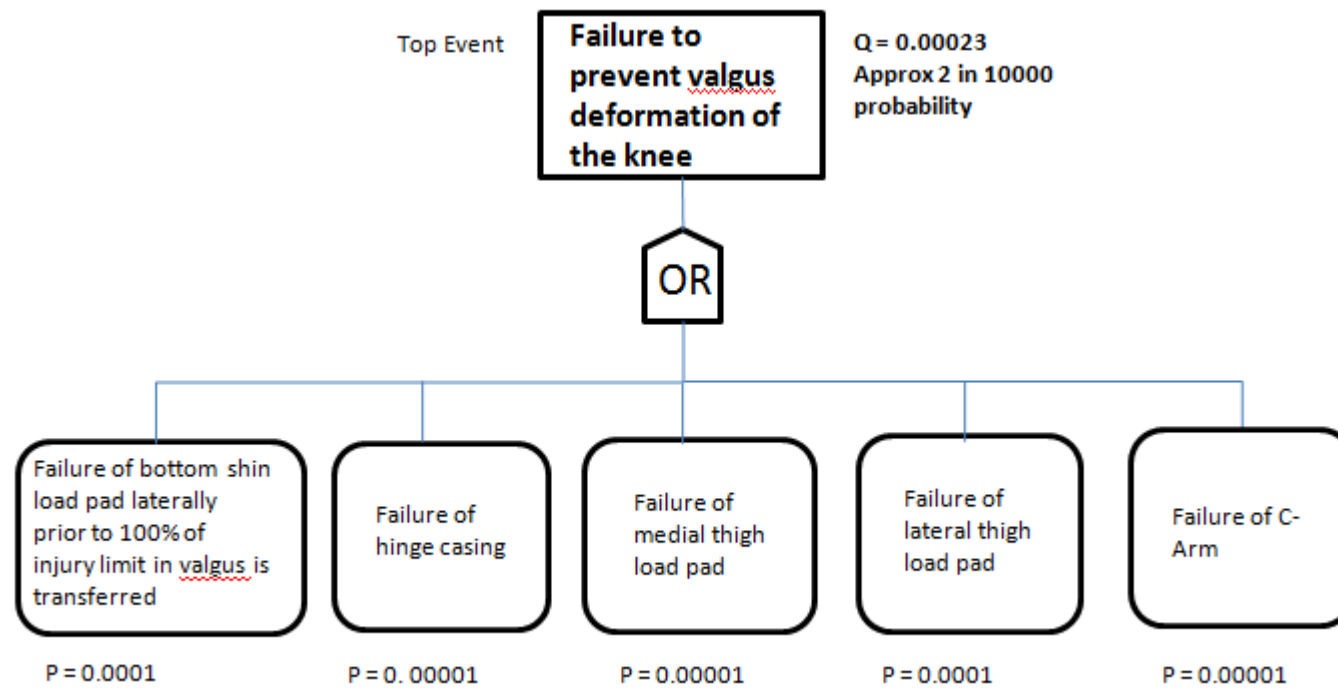 Top Event
Failure to
prevent valgus
deformation of
the knee
Q = 0.00023
Approx 2 in 10000
probability
OR
Failure of bottom shin
load pad laterally
prior to 100% of
injury limit in valgus is
transferred
Failure of
hinge casing
Failure of
medial thigh
load pad
Failure of
lateral thigh
load pad
Failure of C-
Arm
P = 0.0001
P = 0. 00001
P = 0.00001
P = 0.0001
P = 0.00001